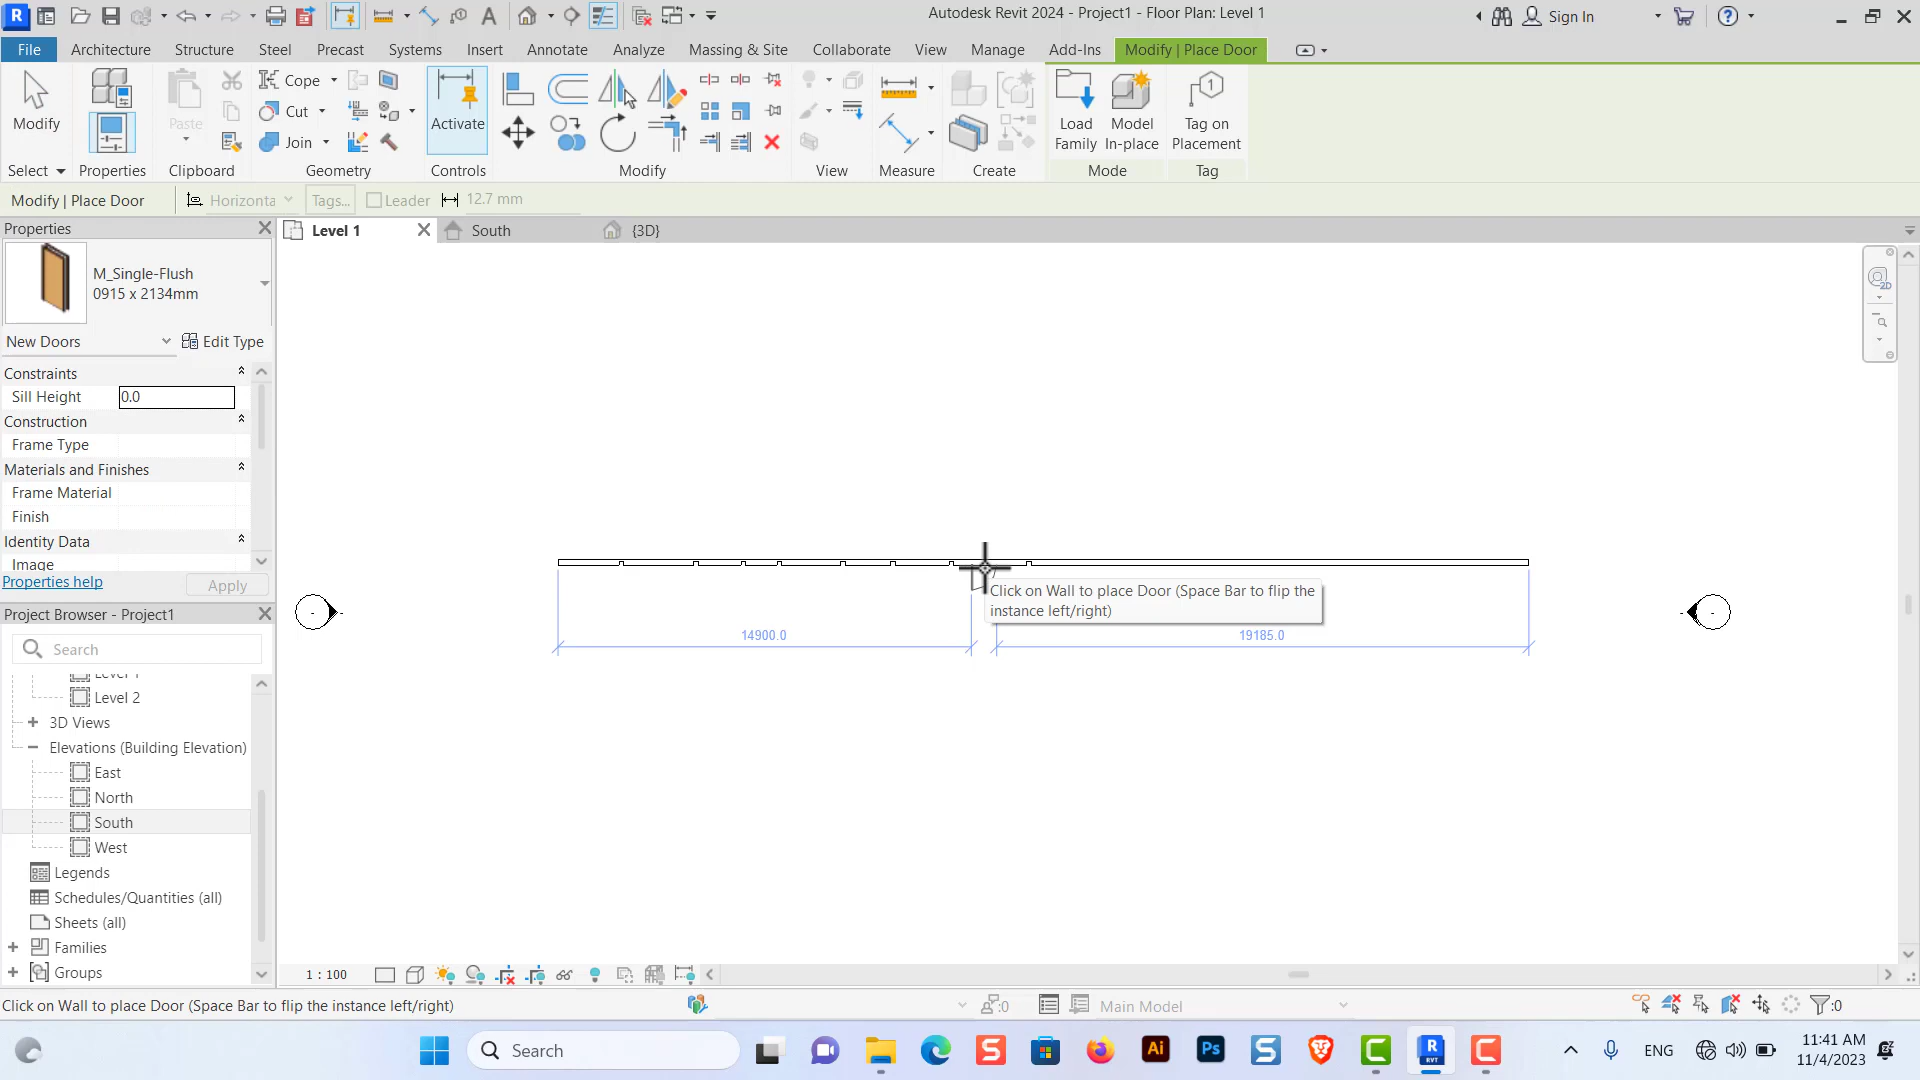 Autodesk Revit 2024 - Project1 - Floor Plan: Level 1
Sign In
File
Architecture
Structure
Steel
Precast
Systems
Insert
Annotate
Analyze
Massing & Site
Collaborate
View
Manage
Add-Ins
Modify | Place Door
Modify
Paste
Cope
Cut
Join
Activate
Load Family
Model In-place
Tag on Placement
Select
Properties
Clipboard
Geometry
Controls
Modify
View
Measure
Create
Mode
Tag
Modify | Place Door
Horizonta
Tags...
Leader
12.7 mm
Properties
Level 1
South
{3D}
M_Single-Flush
0915 x 2134mm
New Doors
Edit Type
Constraints
Sill Height
0.0
Construction
Frame Type
Materials and Finishes
Frame Material
Finish
Identity Data
Image
Properties help
Apply
Click on Wall to place Door (Space Bar to flip the
instance left/right)
14900.0
19185.0
Project Browser - Project1
Search
Level 1
Level 2
3D Views
Elevations (Building Elevation)
East
North
South
West
Legends
Schedules/Quantities (all)
Sheets (all)
Families
Groups
1 : 100
Click on Wall to place Door (Space Bar to flip the instance left/right)
:0
Main Model
:0
Search
ENG
11:41 AM
11/4/2023